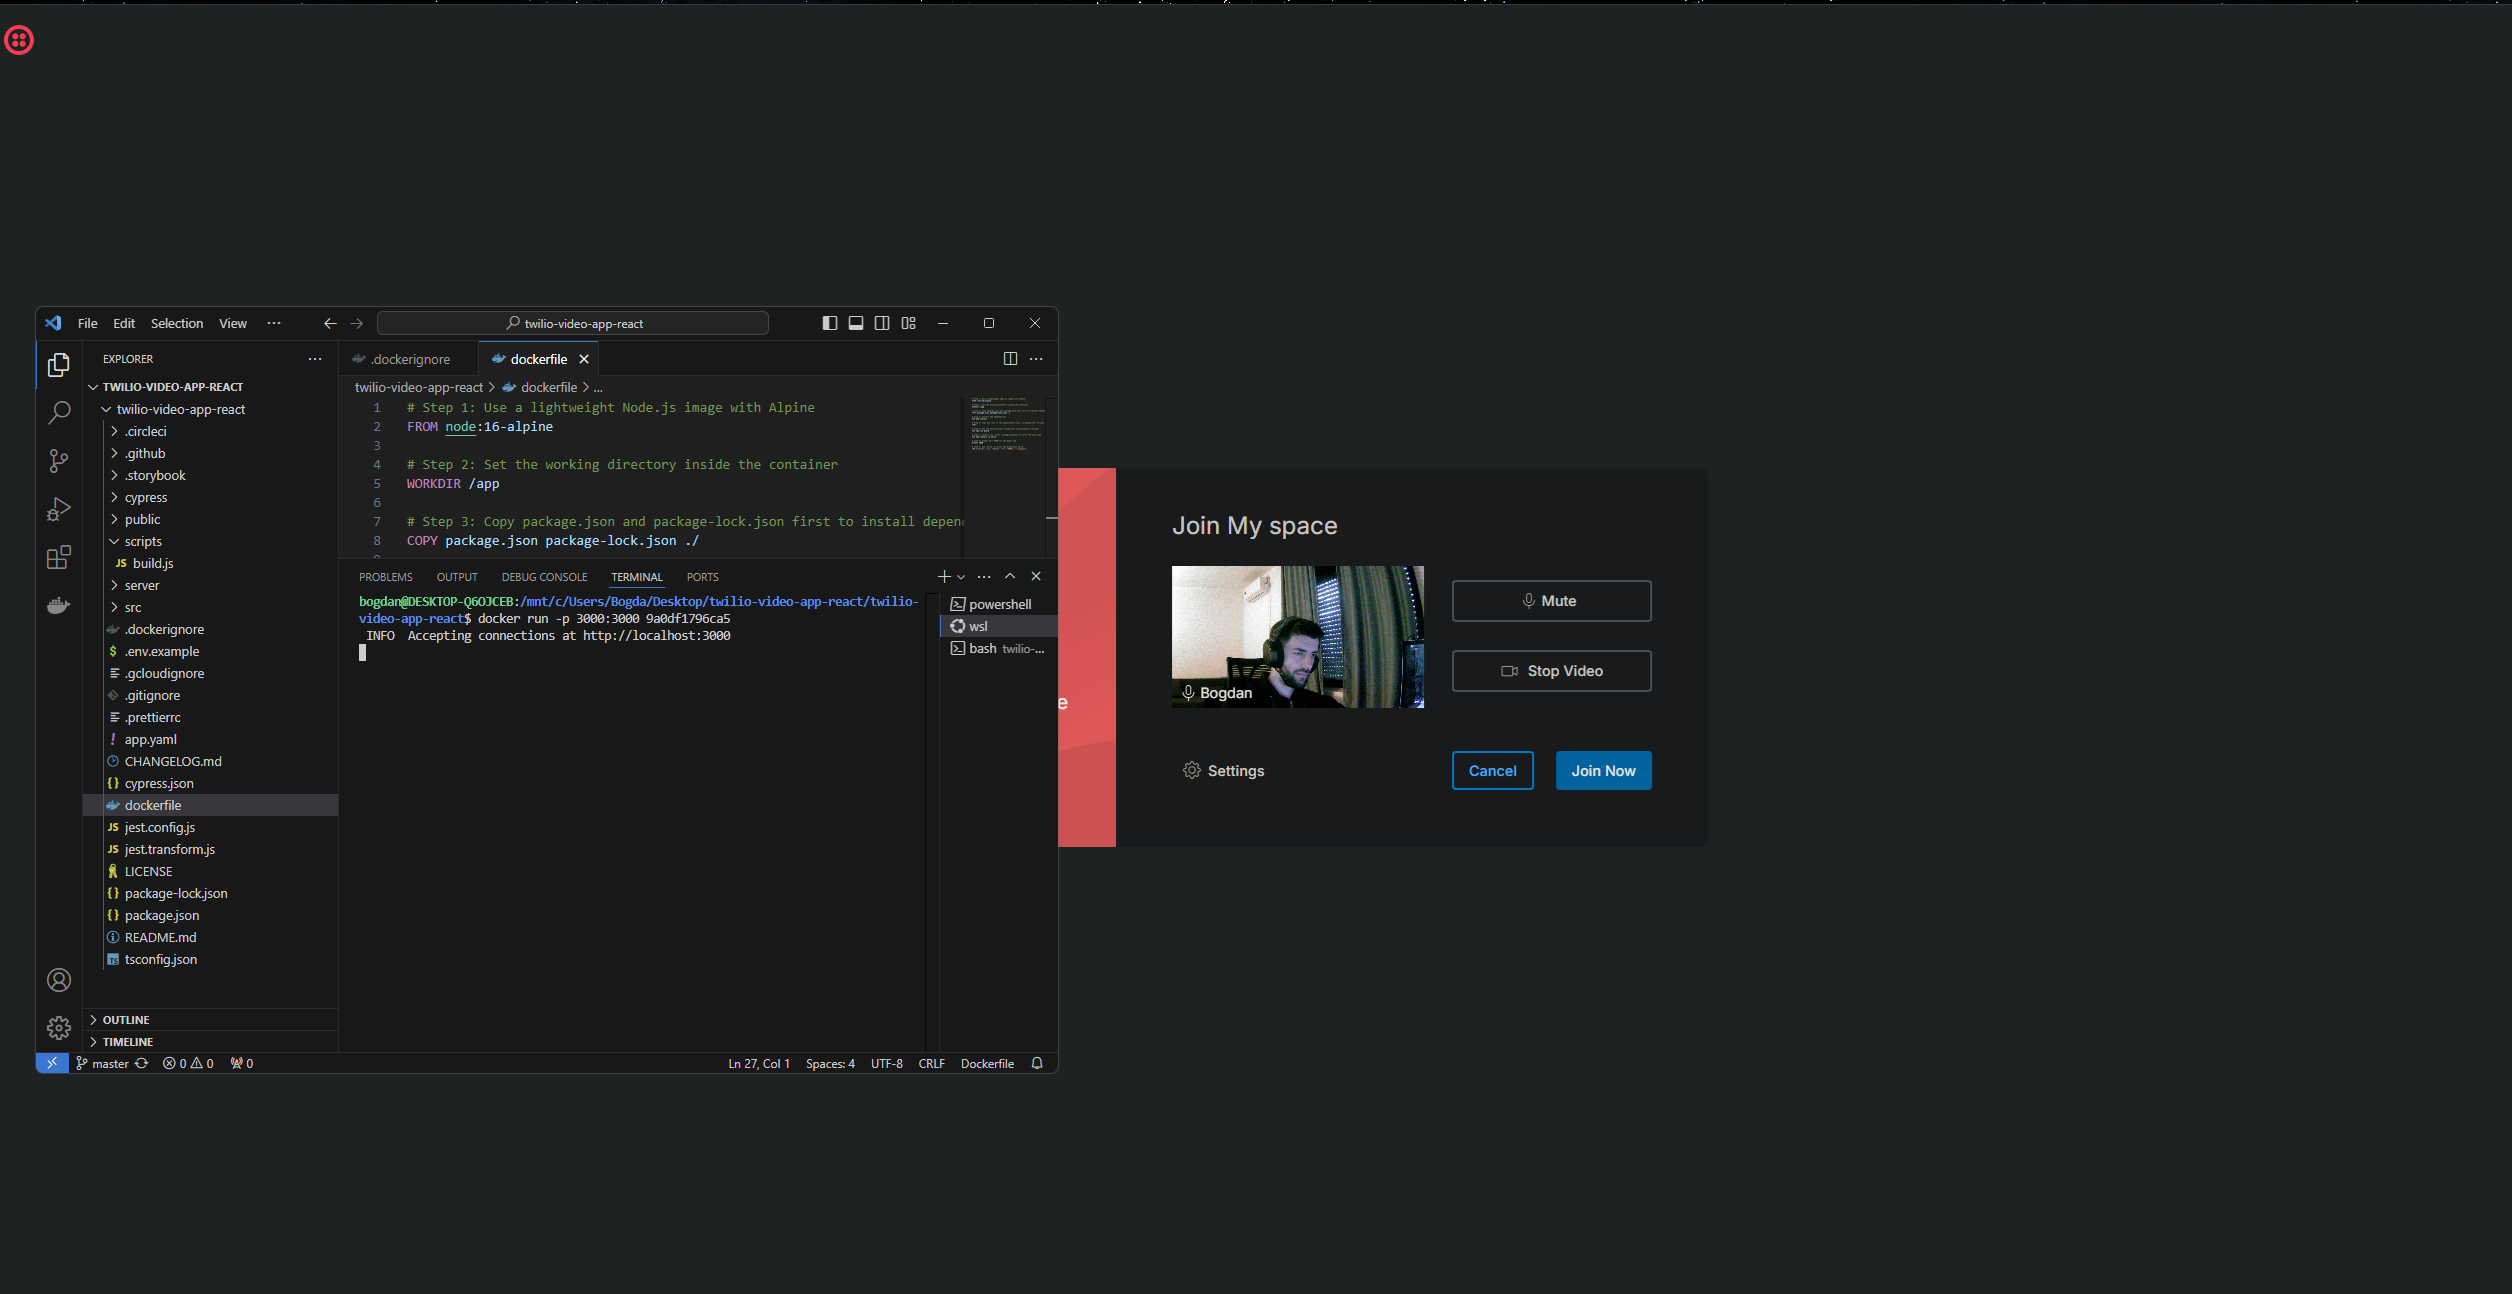 File Edit Selection View ...
twilio-video-app-react
EXPLORER
TWILIO-VIDEO-APP-REACT
twilio-video-app-react
.circleci
.github
.storybook
cypress
public
scripts
JS build.js
server
src
.dockerignore
$ .env.example
.gcloudignore
.gitignore
.prettierrc
! app.yaml
CHANGELOG.md
{} cypress.json
dockerfile
JS jest.config.js
JS jest.transform.js
LICENSE
{} package-lock.json
{} package.json
README.md
TS tsconfig.json
OUTLINE
TIMELINE
.dockerignore
dockerfile
twilio-video-app-react > dockerfile > ...
1 # Step 1: Use a lightweight Node.js image with Alpine
2 FROM node:16-alpine
3
4 # Step 2: Set the working directory inside the container
5 WORKDIR /app
6
7 # Step 3: Copy package.json and package-lock.json first to install depen
8 COPY package.json package-lock.json ./
PROBLEMS OUTPUT DEBUG CONSOLE TERMINAL PORTS
bogdan@DESKTOP-Q6OJCEB:/mnt/c/Users/Bogda/Desktop/twilio-video-app-react/twilio-
video-app-react$ docker run -p 3000:3000 9a0df1796ca5
INFO Accepting connections at http://localhost:3000
powershell
wsl
bash twilio-...
master 0 0 0
Ln 27, Col 1 Spaces: 4 UTF-8 CRLF Dockerfile
e
Join My space
Bogdan
Mute
Stop Video
Settings
Cancel
Join Now